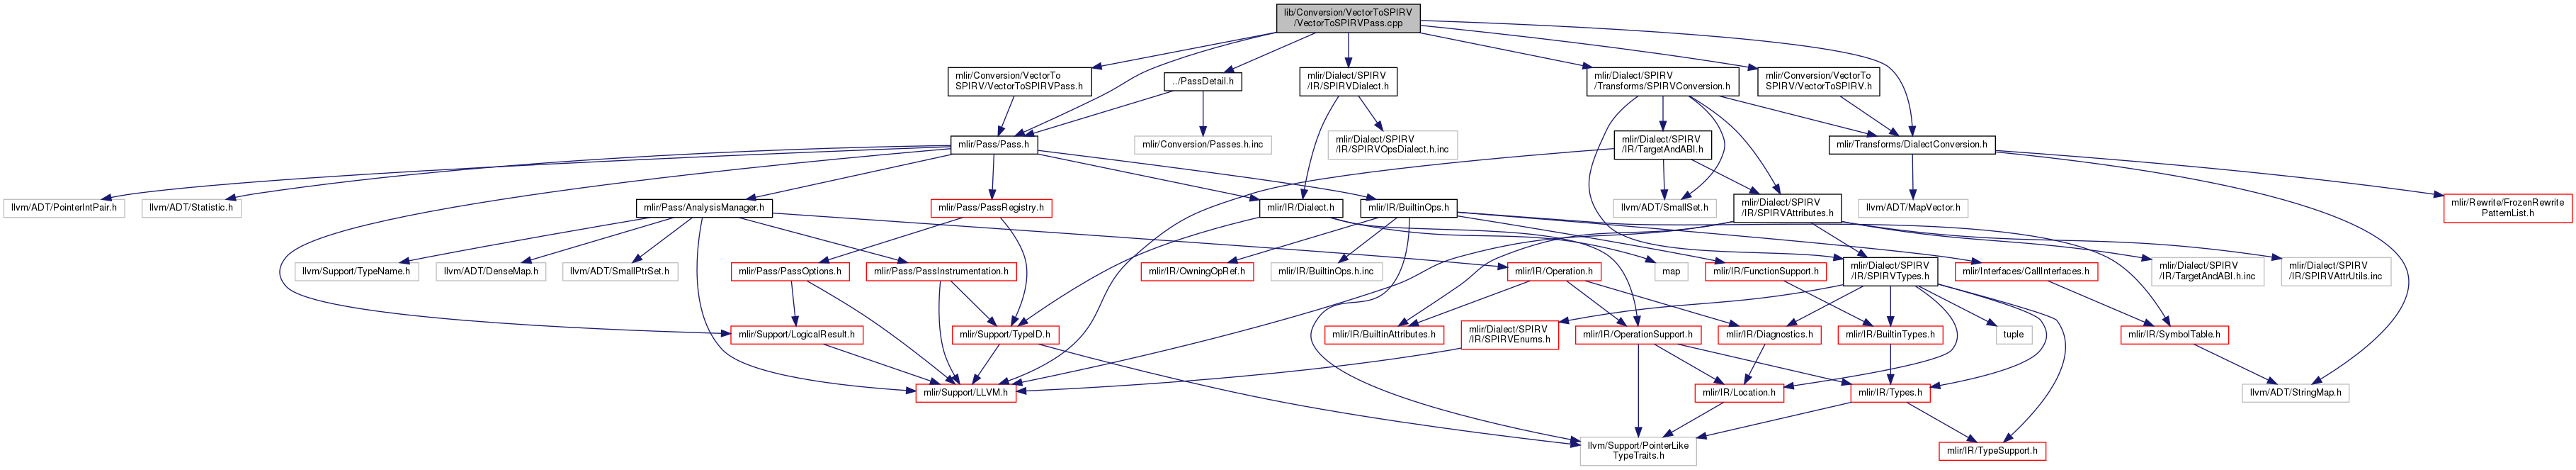 lib/Conversion/VectorToSPIRV
/VectorToSPIRVPass.cpp
mlir/Conversion/VectorTo
SPIRV/VectorToSPIRVPass.h
../PassDetail.h
mlir/Dialect/SPIRV
/IR/SPIRVDialect.h
mlir/Dialect/SPIRV
/Transforms/SPIRVConversion.h
mlir/Conversion/VectorTo
SPIRV/VectorToSPIRV.h
mlir/Pass/Pass.h
mlir/Conversion/Passes.h.inc
mlir/Dialect/SPIRV
/IR/SPIRVOpsDialect.h.inc
mlir/Dialect/SPIRV
/IR/TargetAndABI.h
mlir/Transforms/DialectConversion.h
llvm/ADT/PointerIntPair.h
llvm/ADT/Statistic.h
mlir/Pass/AnalysisManager.h
mlir/Pass/PassRegistry.h
mlir/IR/Dialect.h
mlir/IR/BuiltinOps.h
llvm/ADT/SmallSet.h
mlir/Dialect/SPIRV
/IR/SPIRVAttributes.h
llvm/ADT/MapVector.h
mlir/Rewrite/FrozenRewrite
PatternList.h
llvm/Support/TypeName.h
llvm/ADT/DenseMap.h
llvm/ADT/SmallPtrSet.h
mlir/Pass/PassOptions.h
mlir/Pass/PassInstrumentation.h
mlir/IR/OwningOpRef.h
mlir/IR/BuiltinOps.h.inc
mlir/IR/Operation.h
map
mlir/IR/FunctionSupport.h
mlir/Dialect/SPIRV
/IR/SPIRVTypes.h
mlir/Interfaces/CallInterfaces.h
mlir/Dialect/SPIRV
/IR/TargetAndABI.h.inc
mlir/Dialect/SPIRV
/IR/SPIRVAttrUtils.inc
mlir/Support/LogicalResult.h
mlir/Support/TypeID.h
mlir/Dialect/SPIRV
/IR/SPIRVEnums.h
mlir/IR/BuiltinAttributes.h
mlir/IR/OperationSupport.h
mlir/IR/Diagnostics.h
mlir/IR/BuiltinTypes.h
tuple
mlir/IR/SymbolTable.h
mlir/Support/LLVM.h
mlir/IR/Location.h
mlir/IR/Types.h
llvm/ADT/StringMap.h
llvm/Support/PointerLike
TypeTraits.h
mlir/IR/TypeSupport.h